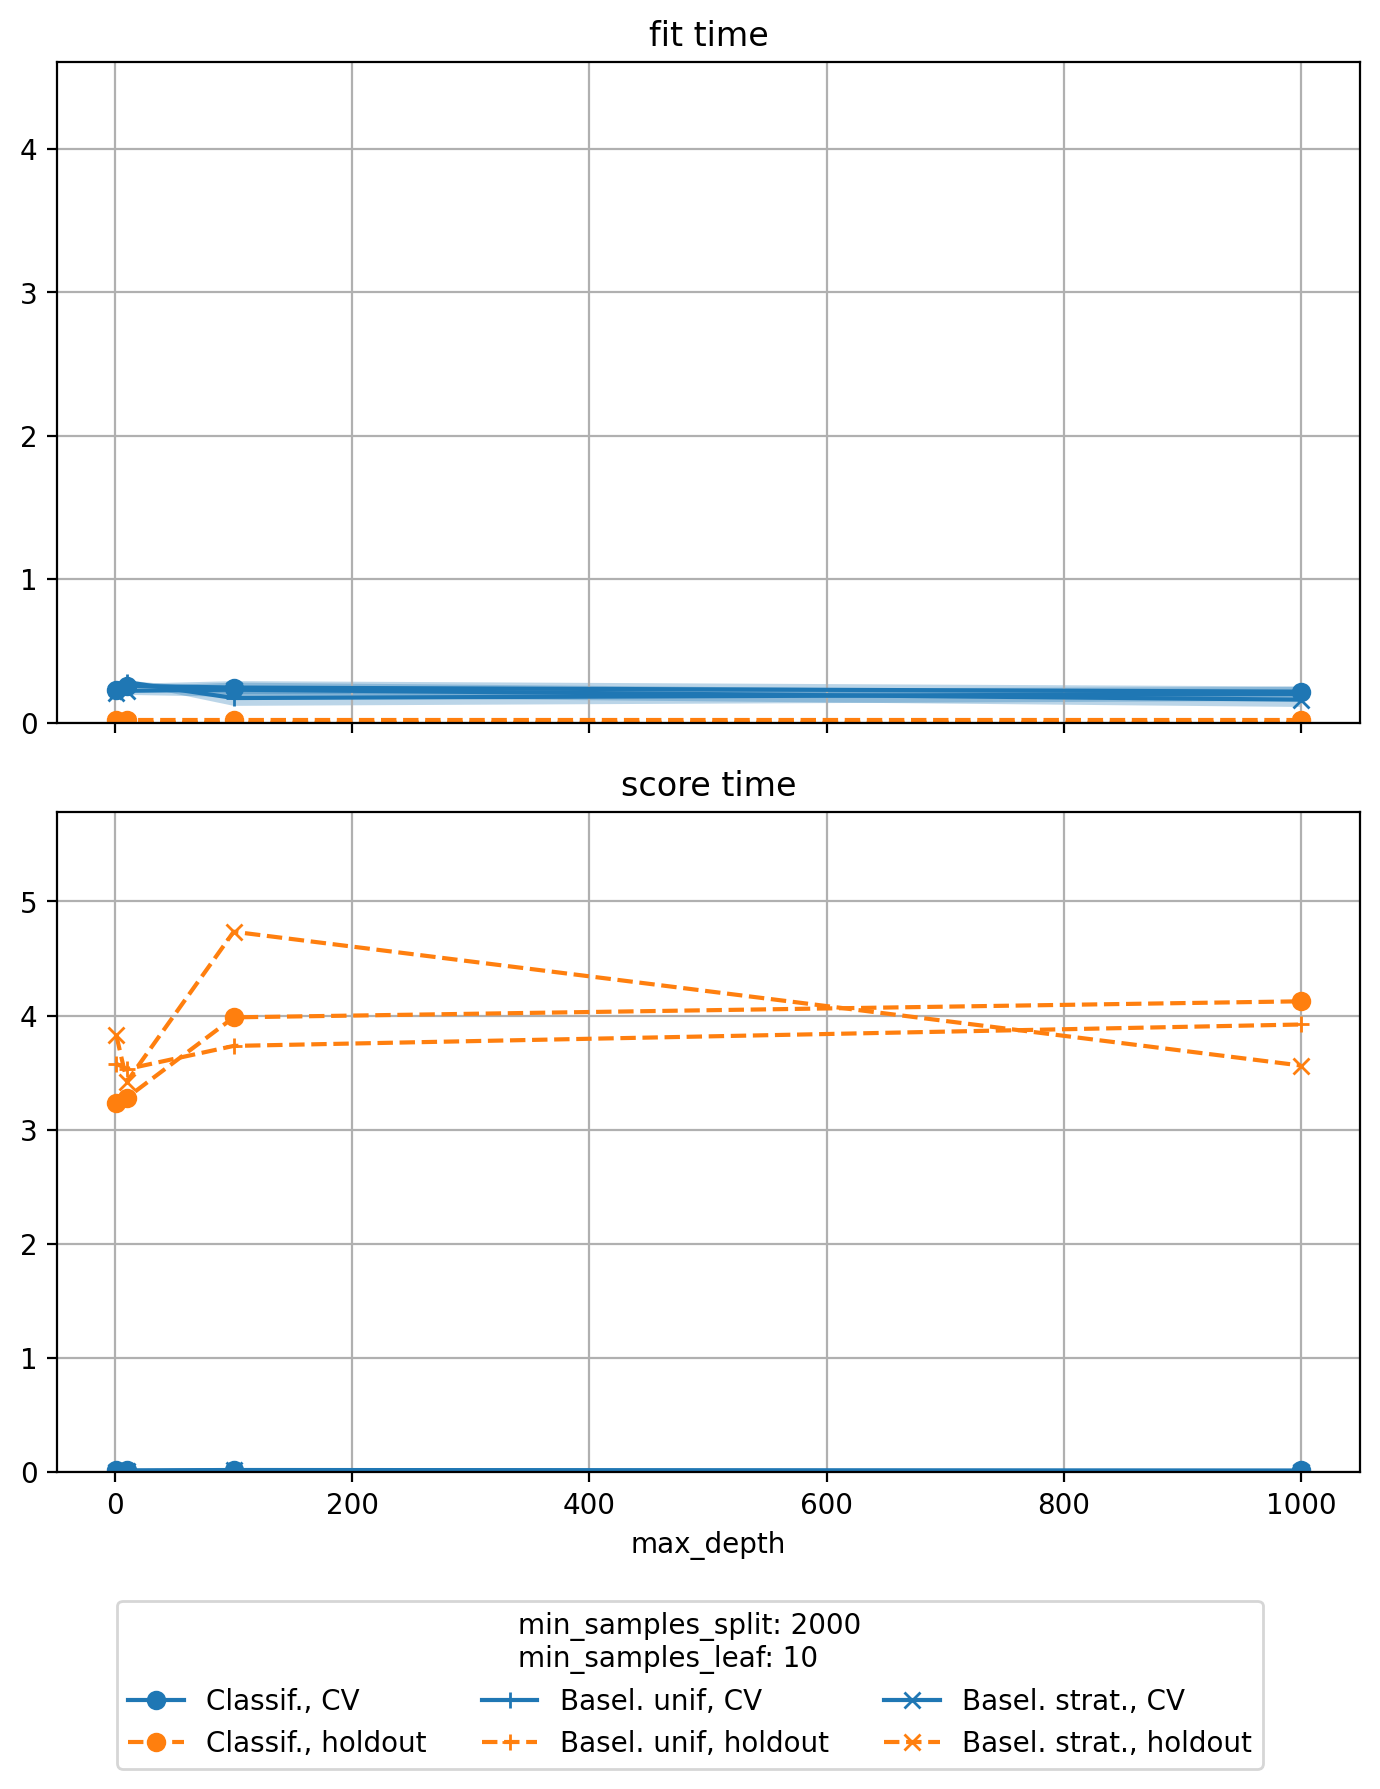 fit time
4
3
2
1
0
score time
5
4
3
2
1
0
0 200 400 600 800 1000
max_depth
min_samples_split: 2000
min_samples_leaf: 10
Classif., CV Basel. unif, CV Basel. strat., CV
Classif., holdout Basel. unif, holdout Basel. strat., holdout